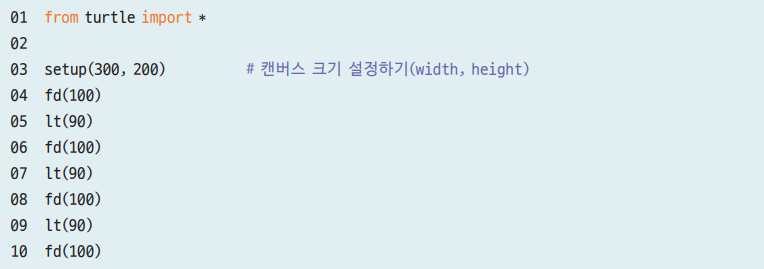 01 from turtle import *
02
03 setup(300, 200) # 캔버스 크기 설정하기(width, height)
04 fd(100)
05 lt(90)
06 fd(100)
07 lt(90)
08 fd(100)
09 lt(90)
10 fd(100)